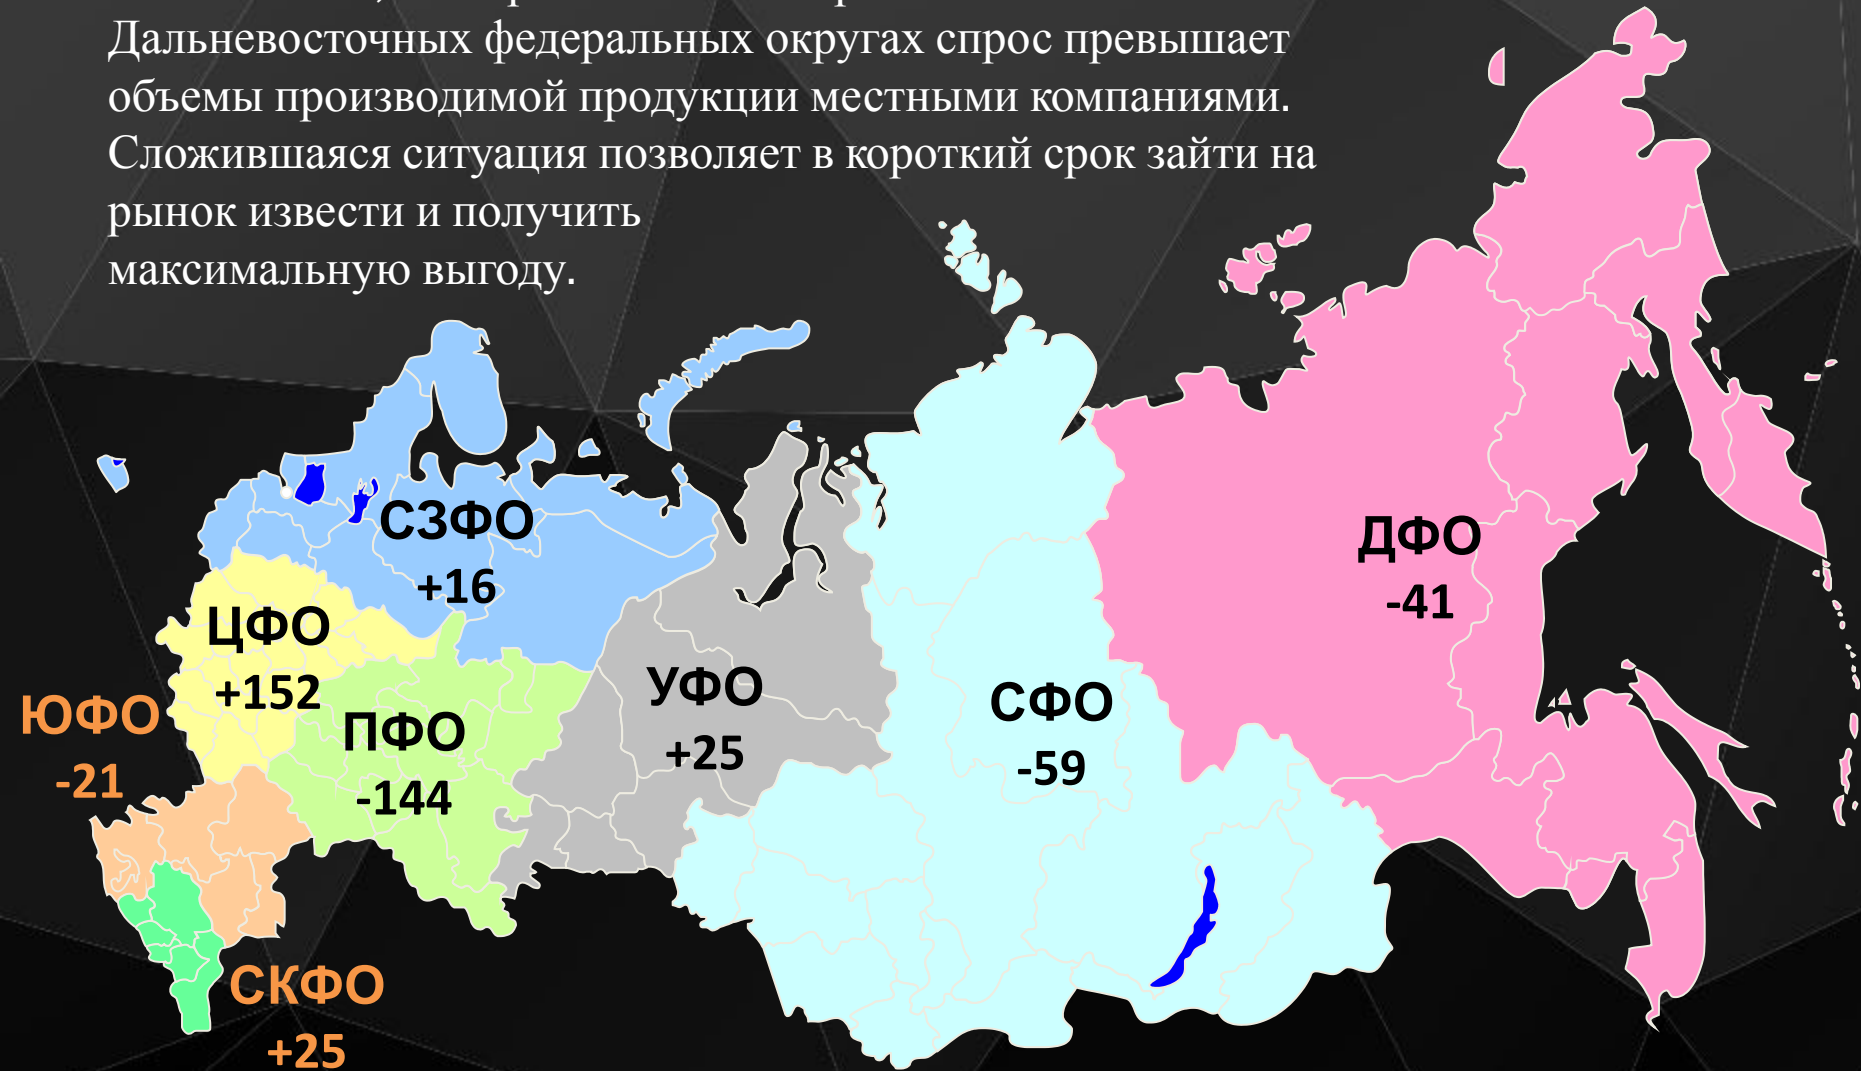 Дальневосточных федеральных округах спрос превышает
объемы производимой продукции местными компаниями.
Сложившаяся ситуация позволяет в короткий срок зайти на
рынок извести и получить
максимальную выгоду.
СЗФО
+16
ЦФО
+152
ЮФО
-21
ПФО
-144
УФО
+25
СФО
-59
ДФО
-41
СКФО
+25